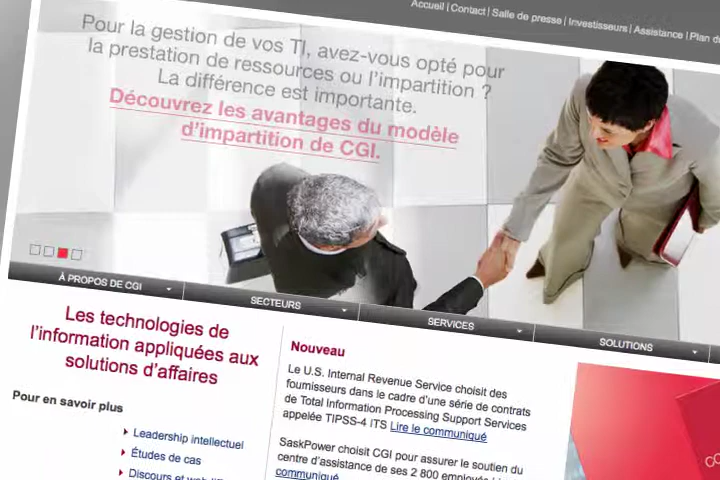 Accueil | Contact | Salle de presse | Investisseurs | Assistance | Plan
Pour la gestion de vos TI, avez-vous opté pour
la prestation de ressources ou l'impartition ?
La différence est importante.
Découvrez les avantages du modèle
d'impartition de CGI.
À PROPOS DE CGI
SECTEURS
SERVICES
SOLUTIONS
Les technologies de
l'information appliquées aux
solutions d'affaires
Pour en savoir plus
Leadership intellectuel
Études de cas
Discours et
Nouveau
Le U.S. Internal Revenue Service choisit des
fournisseurs dans le cadre d'une série de contrats
de Total Information Processing Support Services
appelée TIPSS-4 ITS Lire le communiqué
SaskPower choisit CGI pour assurer le soutien du
centre d'assistance de ses 2 800 employés
communiqué